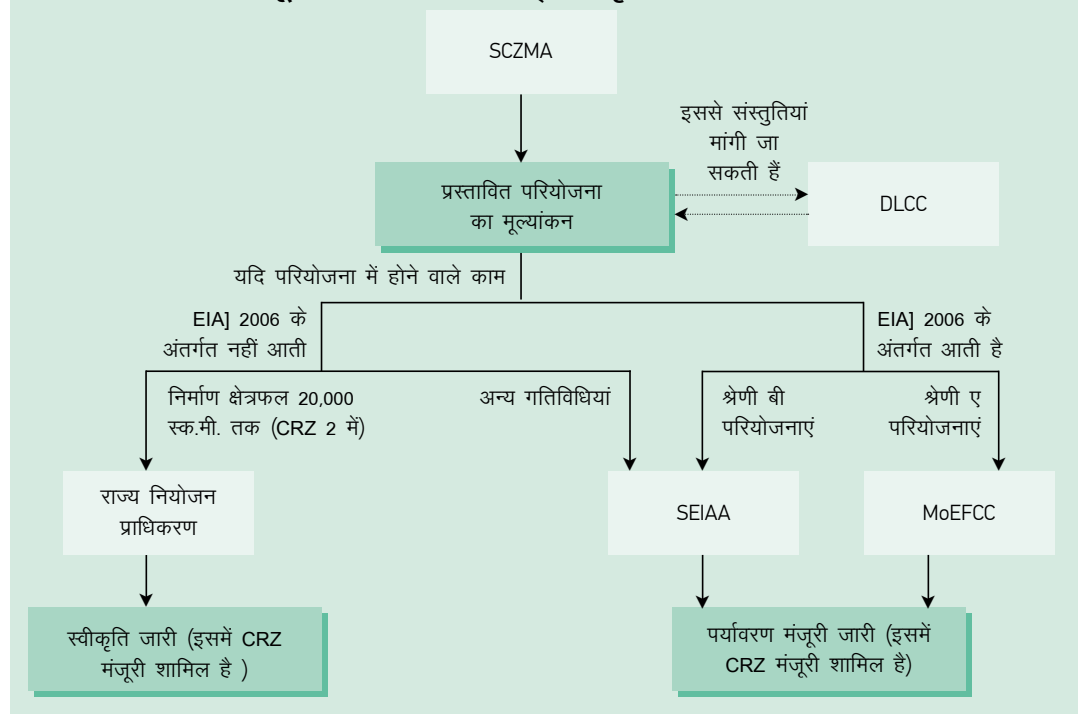 SCZMA
इससे संस्तुतियां
मांगी जा
सकती हैं
प्रस्तावित परियोजना
का मूल्यांकन
DLCC
यदि परियोजना में होने वाले काम
EIA] 2006 के
अंतर्गत नहीं आती
EIA] 2006 के
अंतर्गत आती है
निर्माण क्षेत्रफल 20,000
स्क.मी. तक (CRZ 2 में)
अन्य गतिविधियां
श्रेणी बी
परियोजनाएं
श्रेणी ए
परियोजनाएं
राज्य नियोजन
प्राधिकरण
SEIAA
MoEFCC
स्वीकृति जारी (इसमें CRZ
मंजूरी शामिल है )
पर्यावरण मंजूरी जारी (इसमें
CRZ मंजूरी शामिल है)